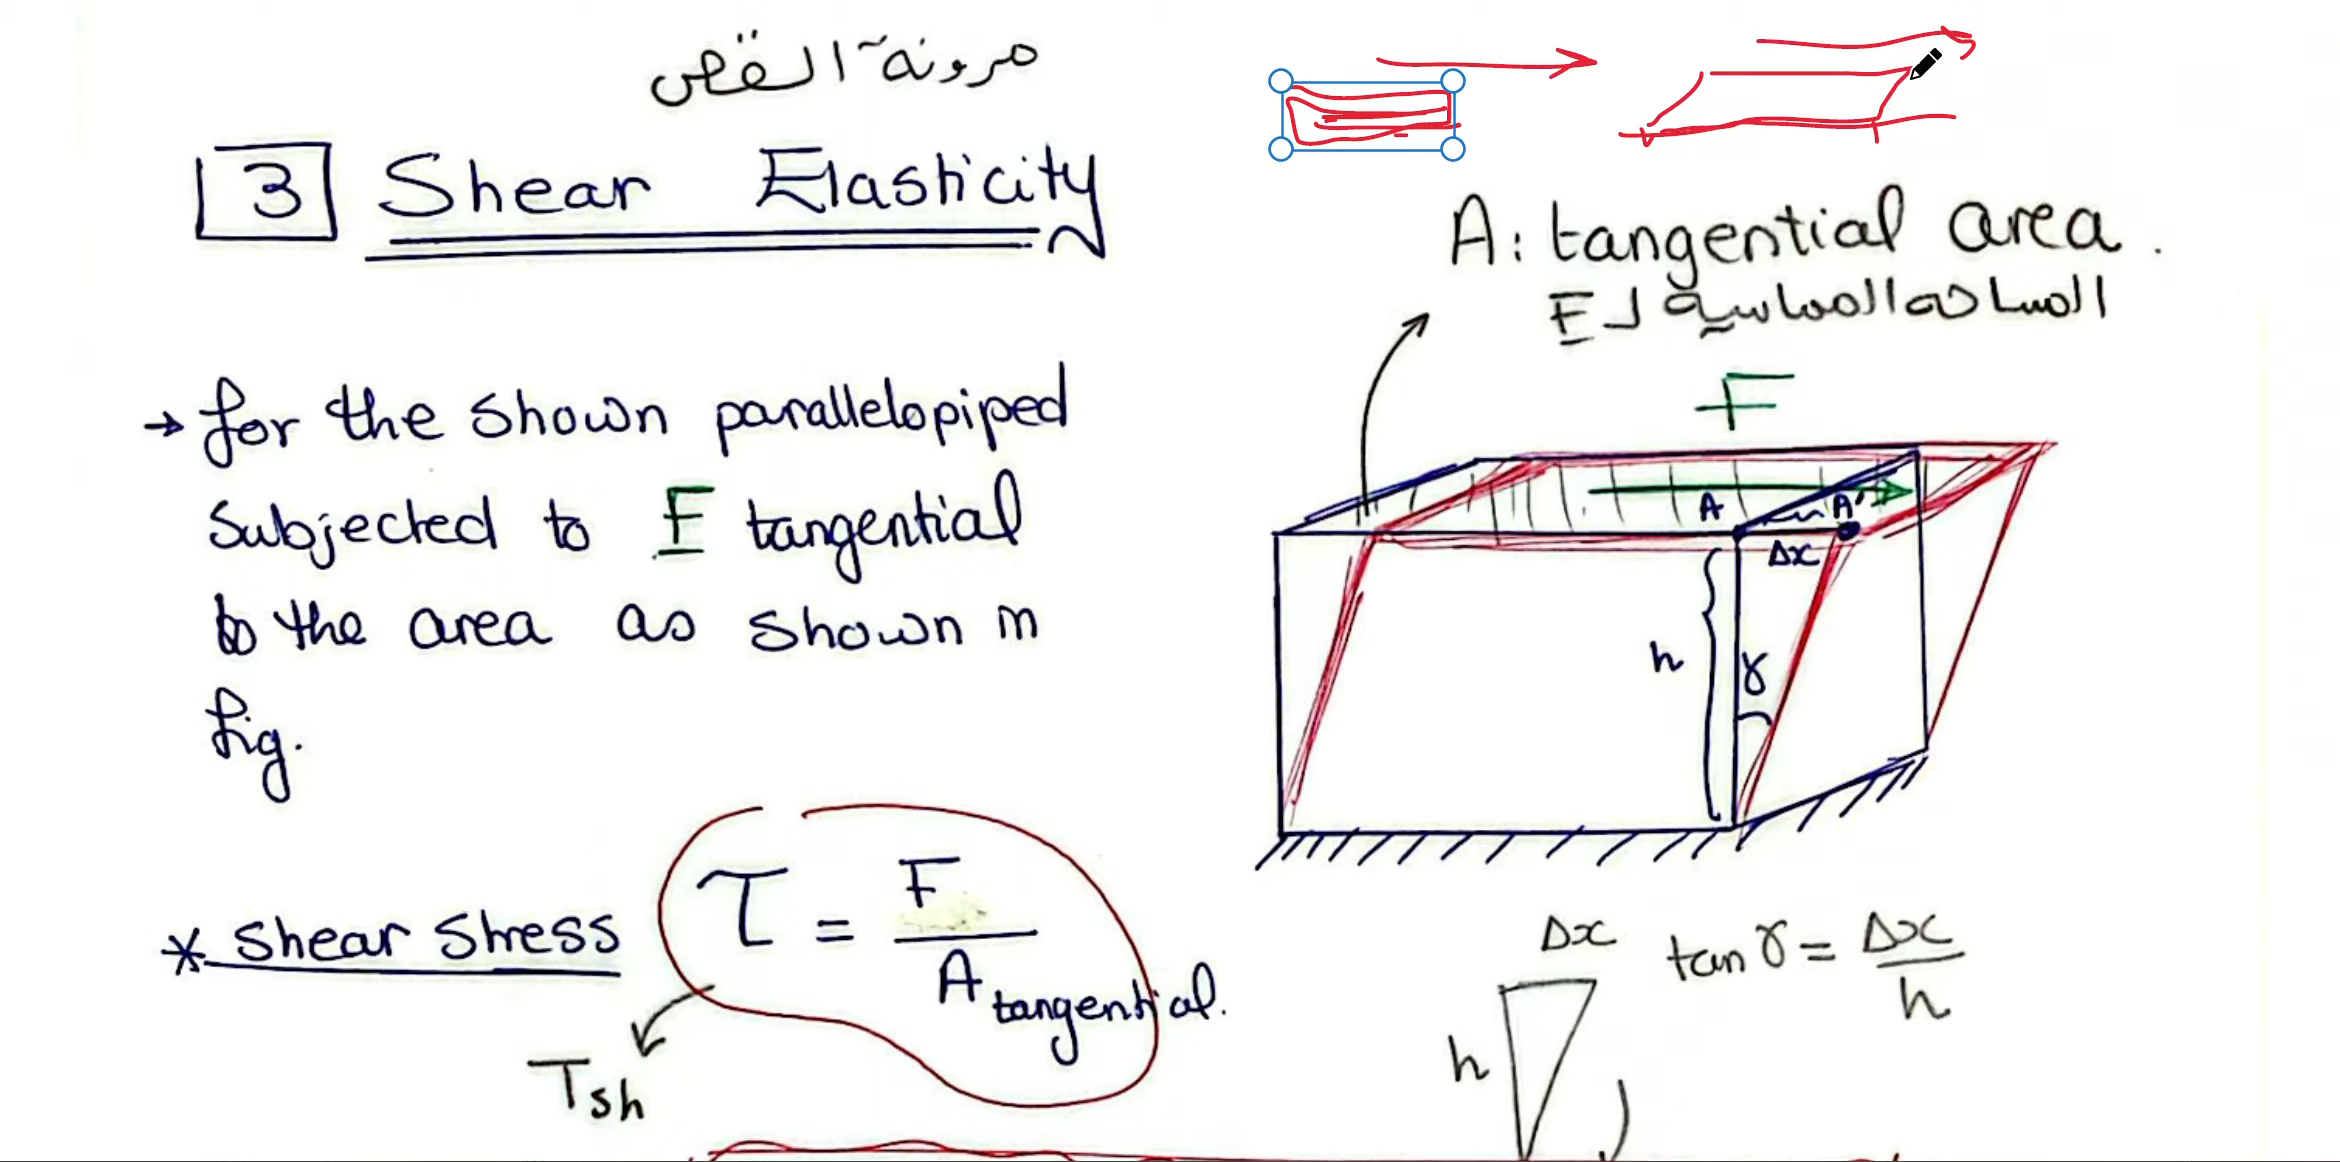 مرونة القص
3 Shear Elasticity
A: tangential area.
المساحة المماسية لـ F
→ for the shown parallelopiped
subjected to F tangential
to the area as shown in
fig.
F
A A'
Δx
h
γ
* Shear Stress τ = F / A tangential.
Tsh
Δx
h
tan γ = Δx / h